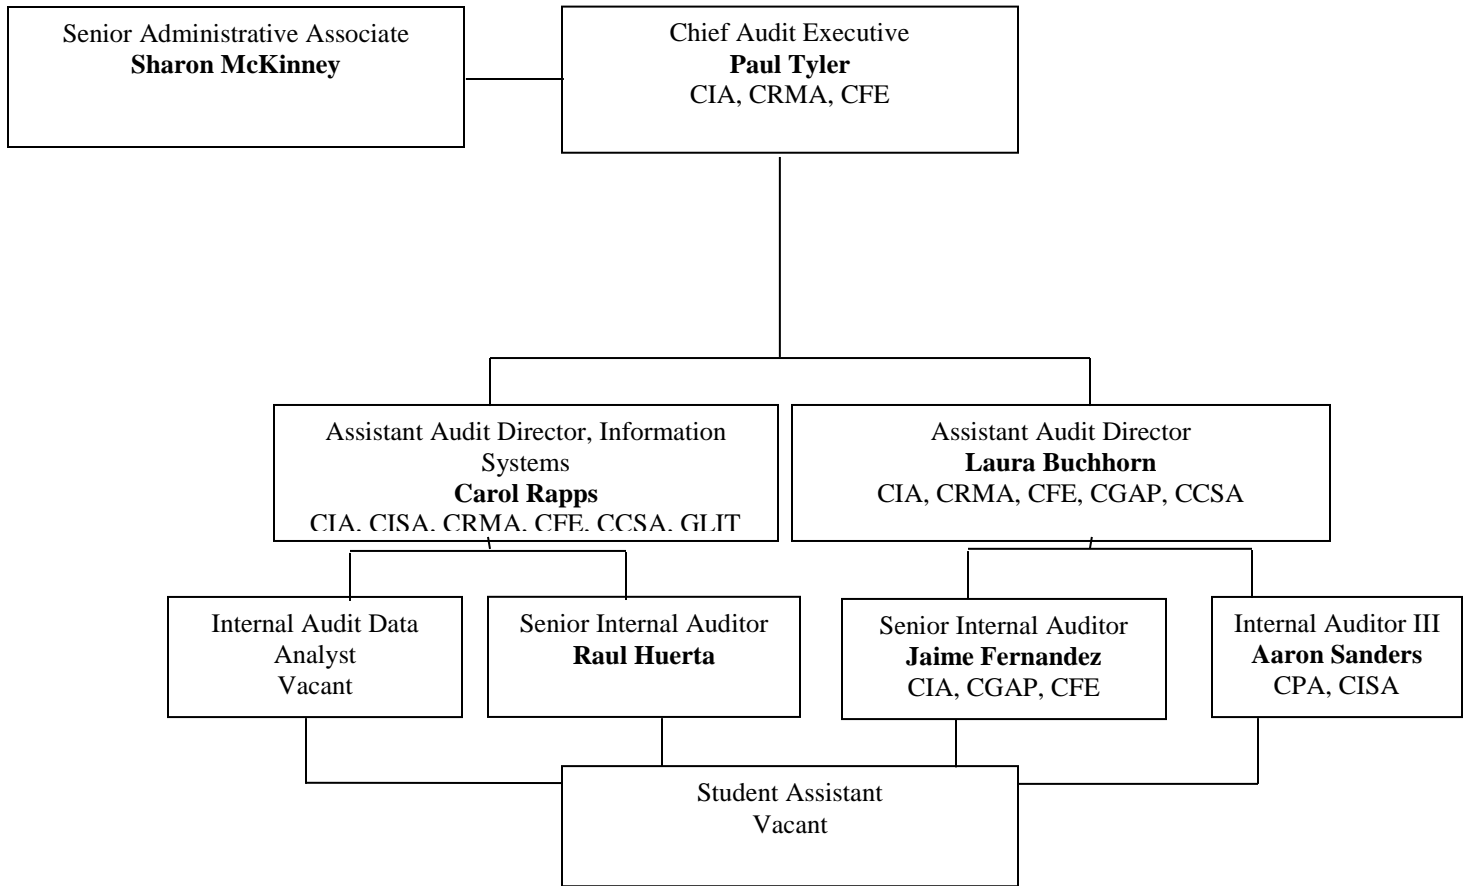 Senior Administrative Associate
Sharon McKinney
Chief Audit Executive
Paul Tyler
CIA, CRMA, CFE
Assistant Audit Director, Information
Systems
Carol Rapps
CIA, CISA, CRMA, CFE, CCSA, GLIT
Assistant Audit Director
Laura Buchhorn
CIA, CRMA, CFE, CGAP, CCSA
Internal Audit Data
Analyst
Vacant
Senior Internal Auditor
Raul Huerta
Senior Internal Auditor
Jaime Fernandez
CIA, CGAP, CFE
Internal Auditor III
Aaron Sanders
CPA, CISA
Student Assistant
Vacant